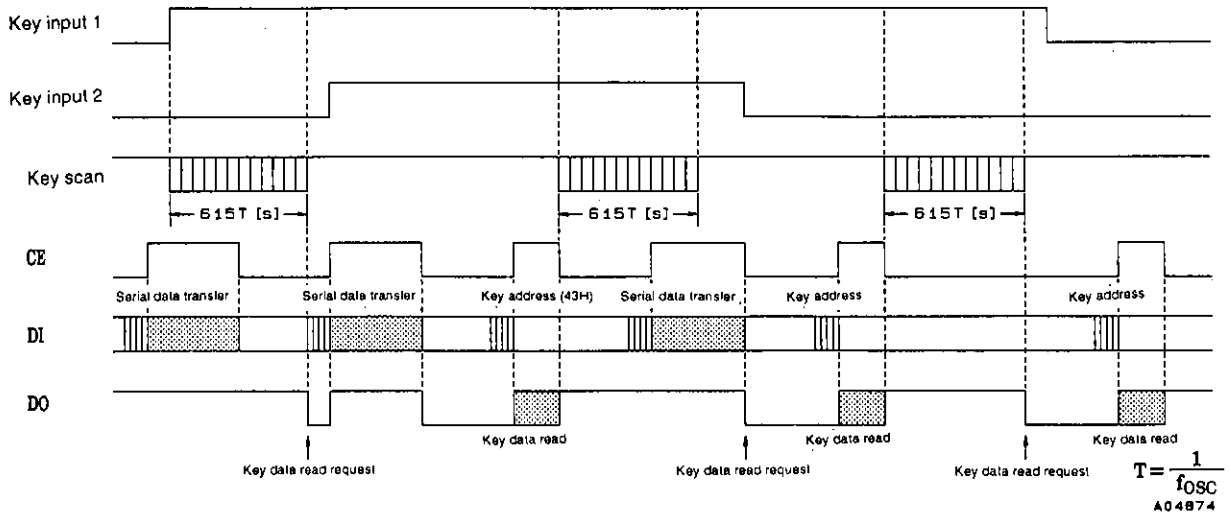 Key input 1
Key input 2
Key scan
615T [s] 615T [s] 615T [s]
CE
Serial data transfer Serial data transfer Key address (43H) Serial data transfer Key address Key address
DI
DO
Key data read Key data read Key data read
Key data read request Key data read request Key data read request
T = 1 / fOSC
A04874